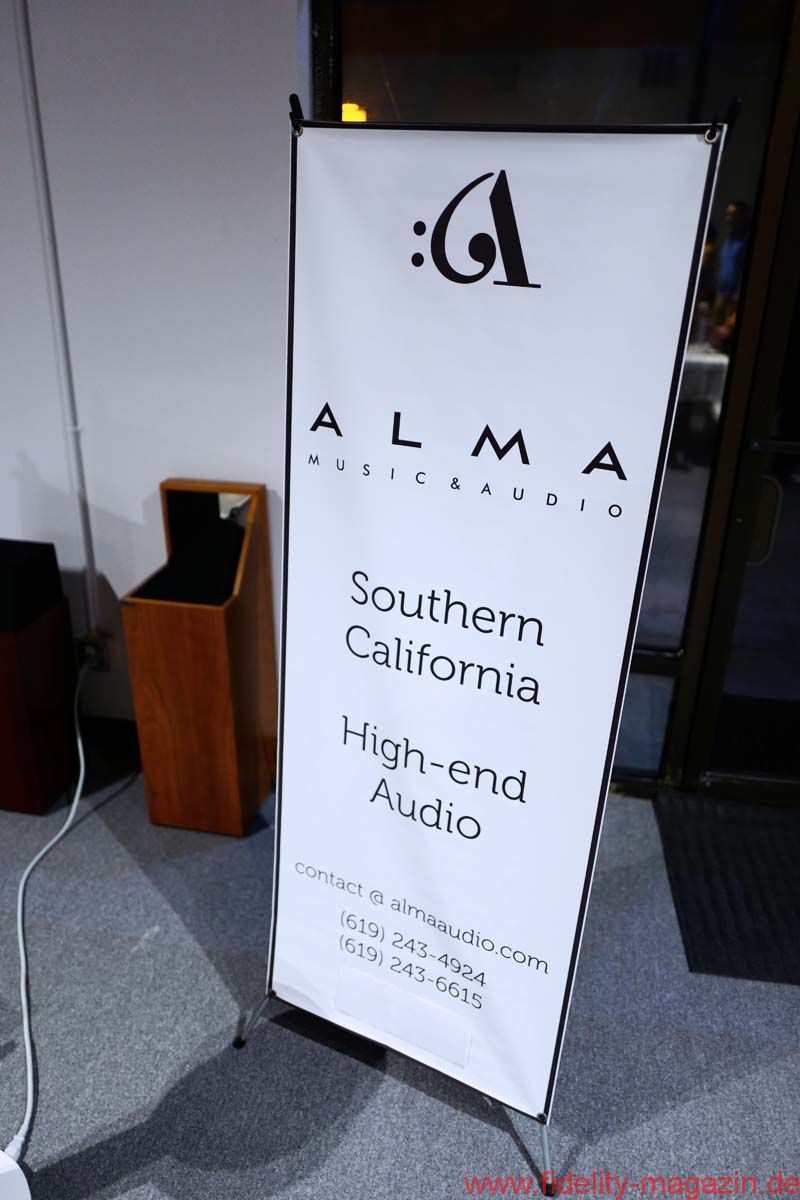 ALMA
MUSIC & AUDIO
Southern
California
High-end
Audio
contact @ almaaudio.com
(619) 243-4924
(619) 243-6615
www.fidelity-magazin.de